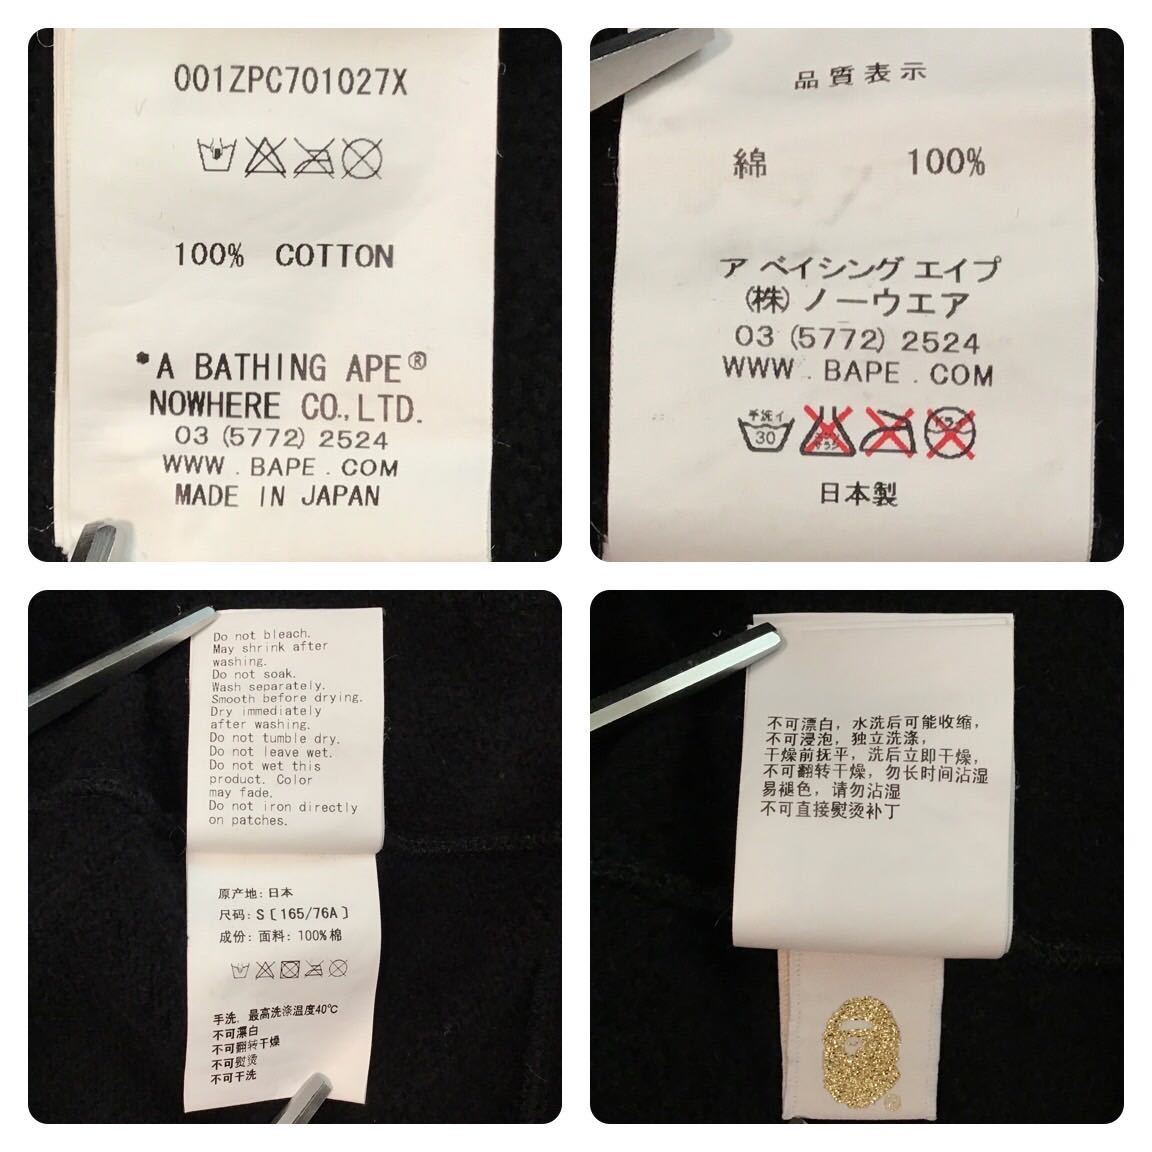 001ZPC701027X
100% COTTON
*A BATHING APE®
NOWHERE CO.,LTD.
03 (5772) 2524
WWW . BAPE . COM
MADE IN JAPAN
品質表示
綿 100%
ア ベイシング エイプ
(株) ノーウエア
03 (5772) 2524
WWW . BAPE . COM
手洗イ
30
日本製
Do not bleach.
May shrink after
washing.
Do not soak.
Wash separately.
Smooth before drying.
Dry immediately
after washing.
Do not tumble dry.
Do not leave wet.
Do not wet this
product. Color
may fade.
Do not iron directly
on patches.
原产地: 日本
尺码: S [165/76A]
成份: 面料: 100%棉
手洗, 最高洗涤温度40℃
不可漂白
不可翻转干燥
不可熨烫
不可干洗
不可漂白, 水洗后可能收缩,
不可浸泡, 独立洗涤,
干燥前抚平, 洗后立即干燥,
不可翻转干燥, 勿长时间沾湿
易褪色, 请勿沾湿
不可直接熨烫补丁